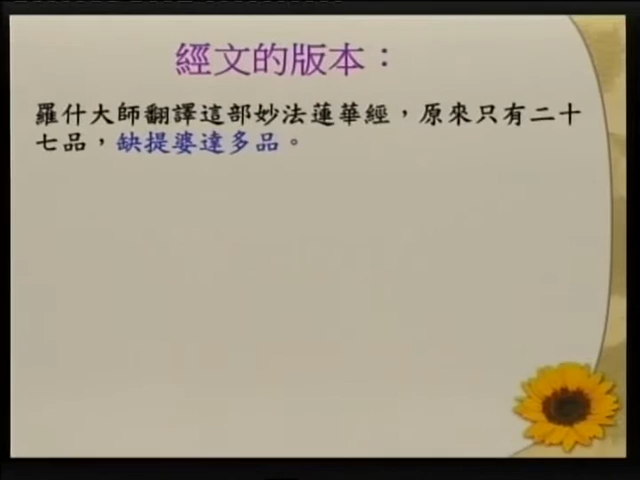 經文的版本：
羅什大師翻譯這部妙法蓮華經，原來只有二十
七品，缺提婆達多品。